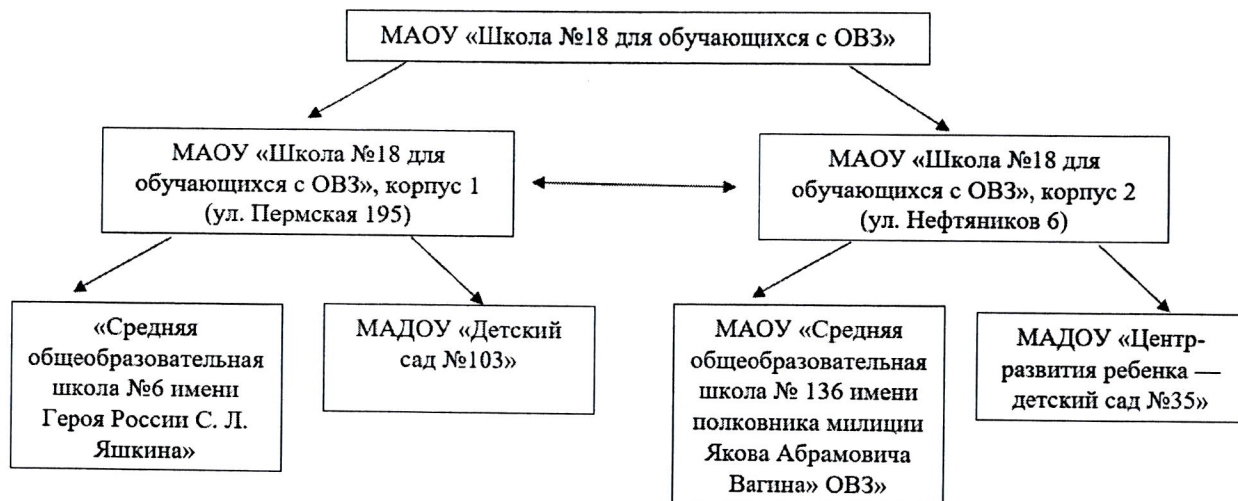 МАОУ «Школа №18 для обучающихся с ОВЗ»
МАОУ «Школа №18 для
обучающихся с ОВЗ», корпус 1
(ул. Пермская 195)
МАОУ «Школа №18 для
обучающихся с ОВЗ», корпус 2
(ул. Нефтяников 6)
«Средняя
общеобразовательная
школа №6 имени
Героя России С. Л.
Яшкина»
МАДОУ «Детский
сад №103»
МАОУ «Средняя
общеобразовательная
школа № 136 имени
полковника милиции
Якова Абрамовича
Вагина» ОВЗ»
МАДОУ «Центр-
развития ребенка —
детский сад №35»